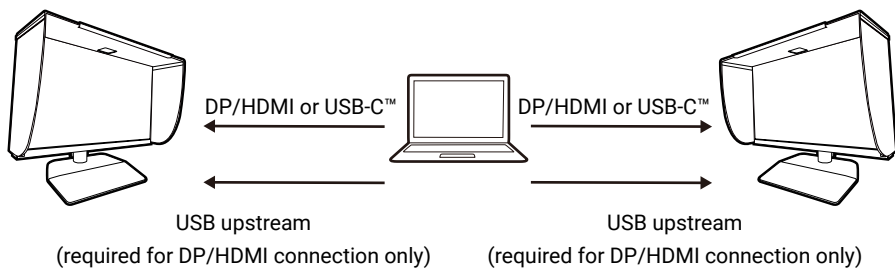 DP/HDMI or USB-C™ DP/HDMI or USB-C™
USB upstream USB upstream
(required for DP/HDMI connection only) (required for DP/HDMI connection only)